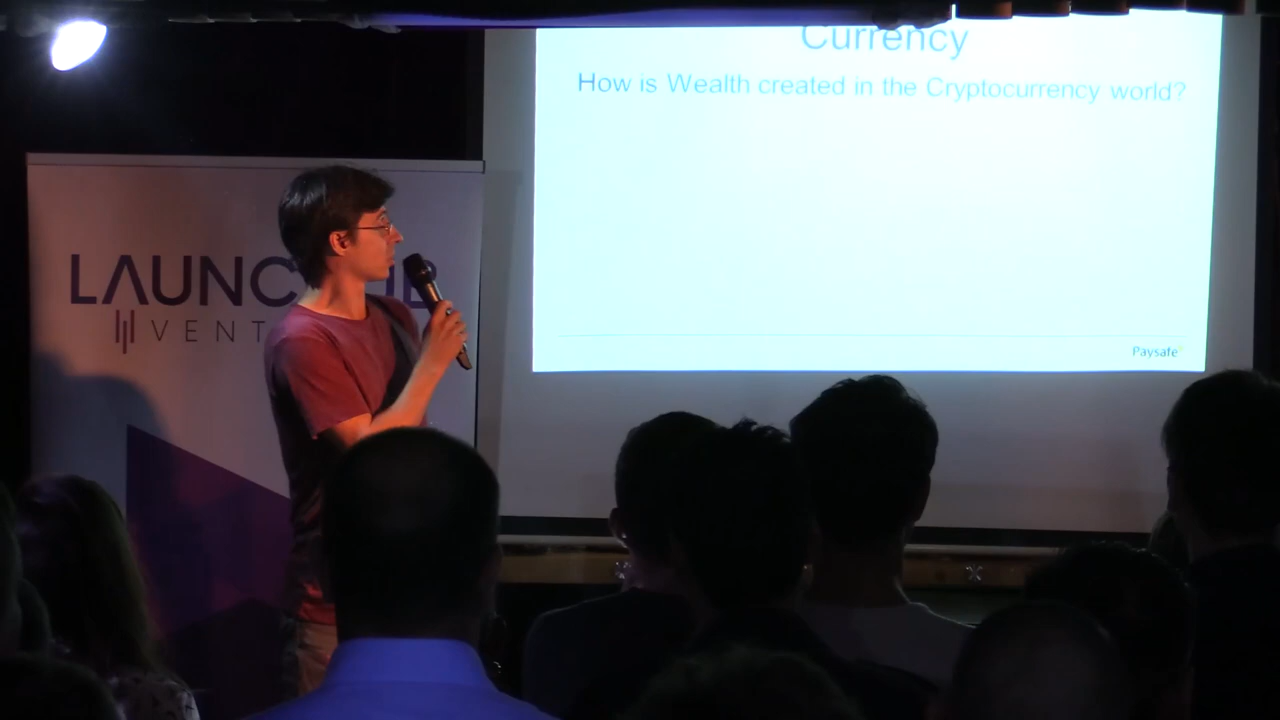 Currency
How is Wealth created in the Cryptocurrency world?
LAUNC
VENT
Paysafe